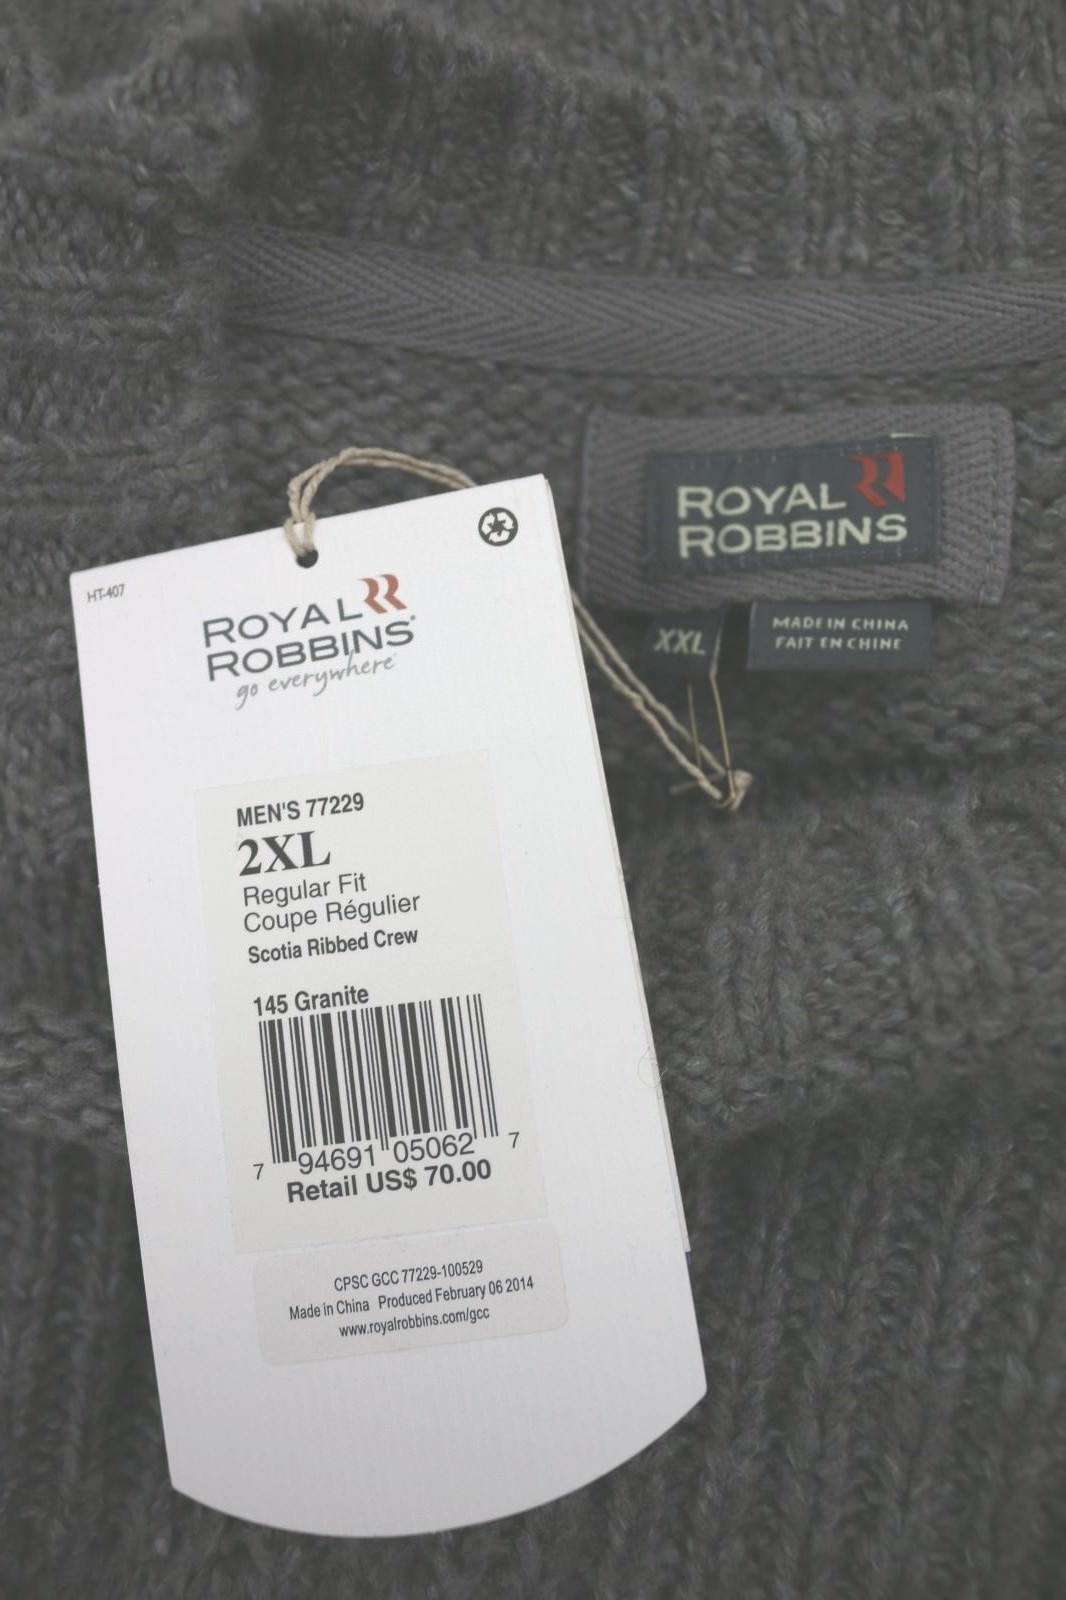 ROYAL
ROBBINS
XXL
MADE IN CHINA
FAIT EN CHINE
HT-407
ROYAL
ROBBINS®
go everywhere®
MEN'S 77229
2XL
Regular Fit
Coupe Régulier
Scotia Ribbed Crew
145 Granite
7 94691 05062 7
Retail US$ 70.00
CPSC GCC 77229-100529
Made in China Produced February 06 2014
www.royalrobbins.com/gcc